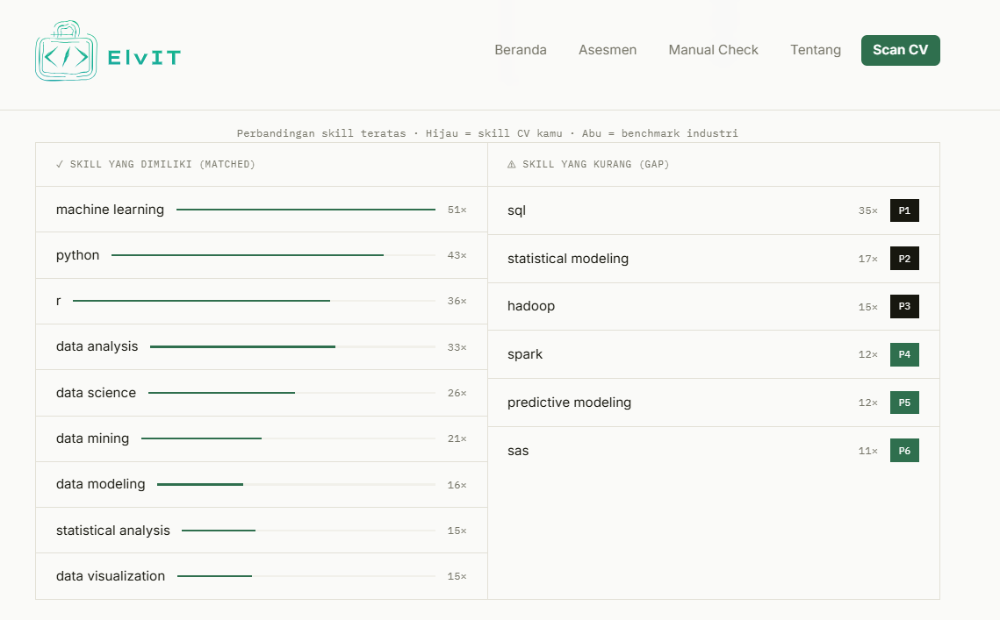 </> ElvIT
Beranda Asesmen Manual Check Tentang Scan CV
Perbandingan skill teratas · Hijau = skill CV kamu · Abu = benchmark industri
✓ SKILL YANG DIMILIKI (MATCHED)
machine learning 51×
python 43×
r 36×
data analysis 33×
data science 26×
data mining 21×
data modeling 16×
statistical analysis 15×
data visualization 15×
⚠ SKILL YANG KURANG (GAP)
sql 35× P1
statistical modeling 17× P2
hadoop 15× P3
spark 12× P4
predictive modeling 12× P5
sas 11× P6